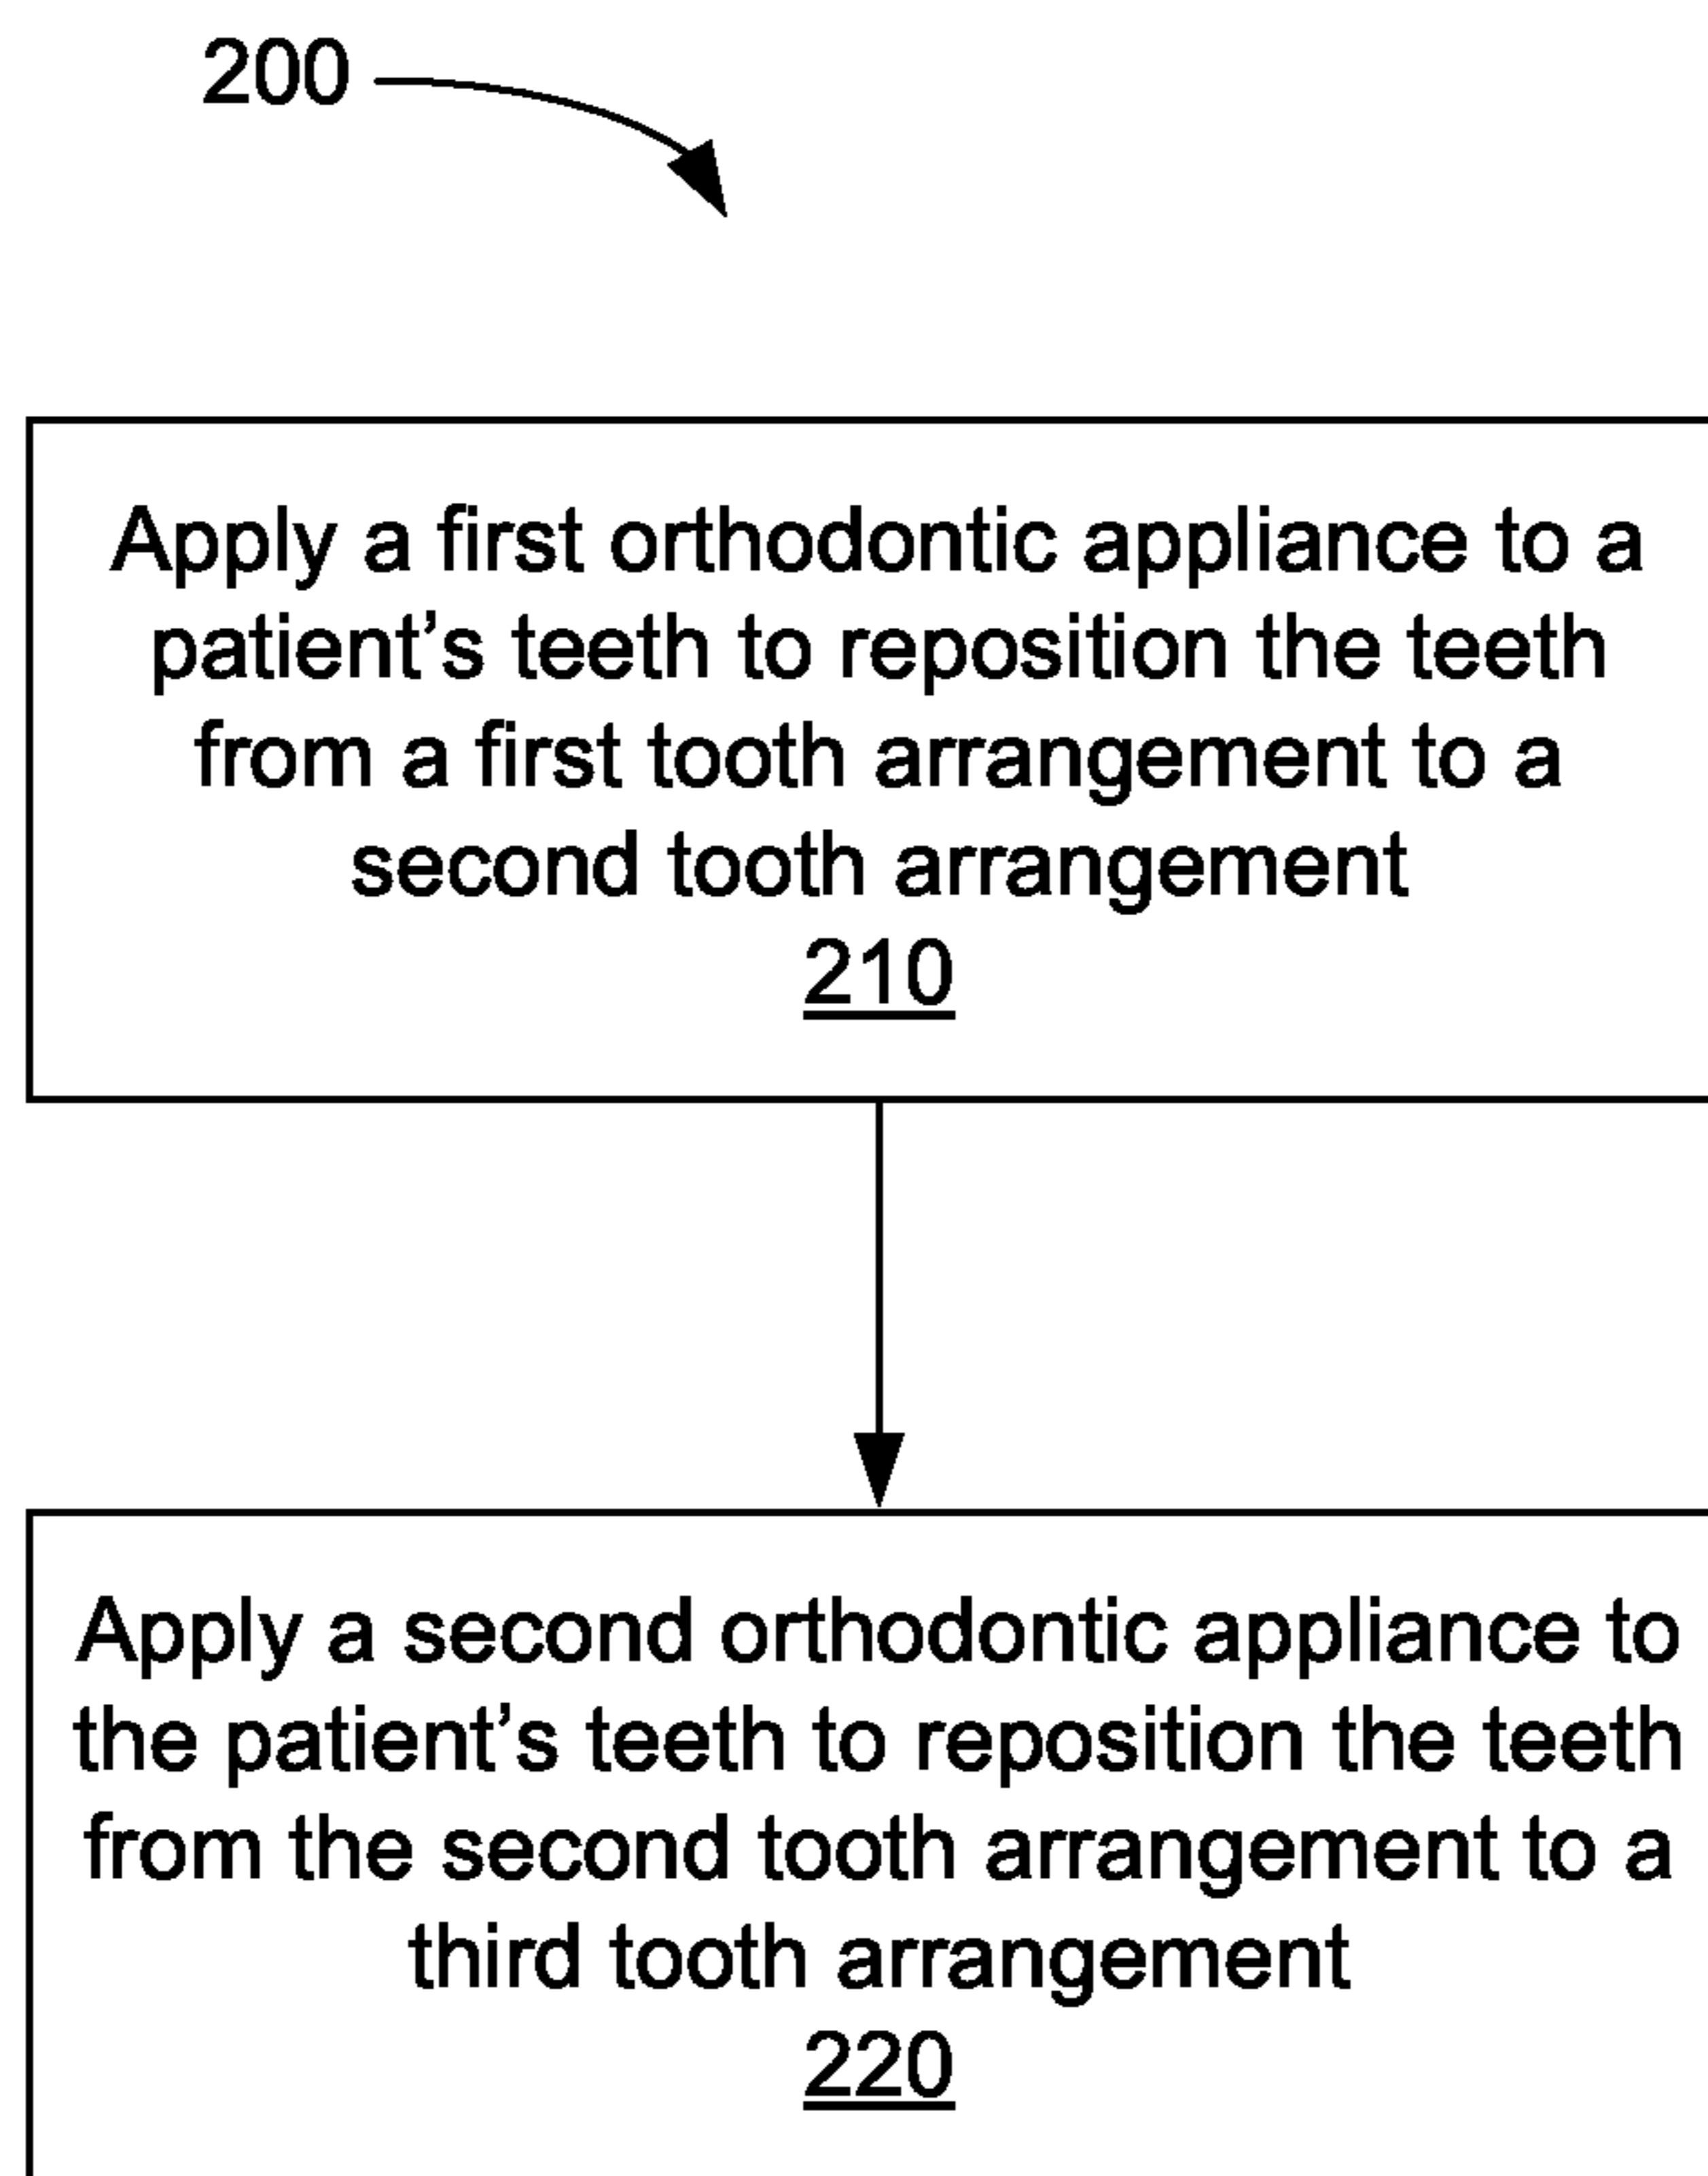 200
Apply a first orthodontic appliance to a
patient’s teeth to reposition the teeth
from a first tooth arrangement to a
second tooth arrangement
210
Apply a second orthodontic appliance to
the patient’s teeth to reposition the teeth
from the second tooth arrangement to a
third tooth arrangement
220